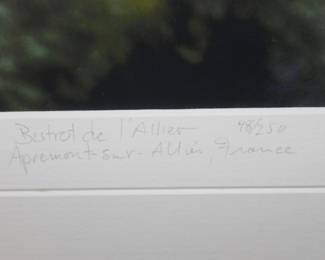 Bistrot de l'Allier 48/250
Apremont-sur-Allier, France